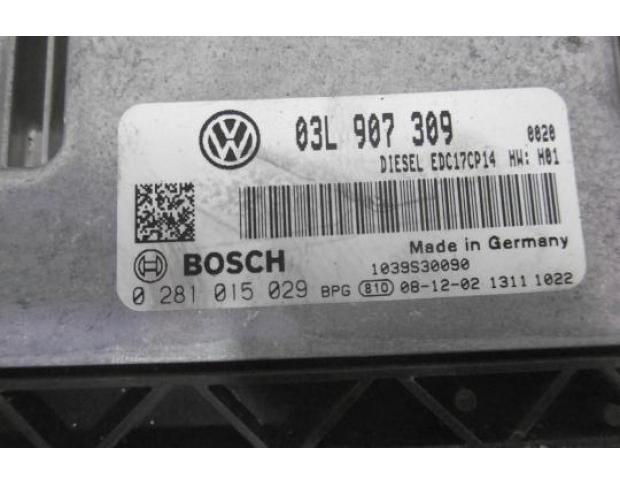 03L 907 309 0820
DIESEL EDC17CP14 HW: H01
Made in Germany
BOSCH 1039S30090
0 281 015 029 BPG 810 08-12-02 1311 1022